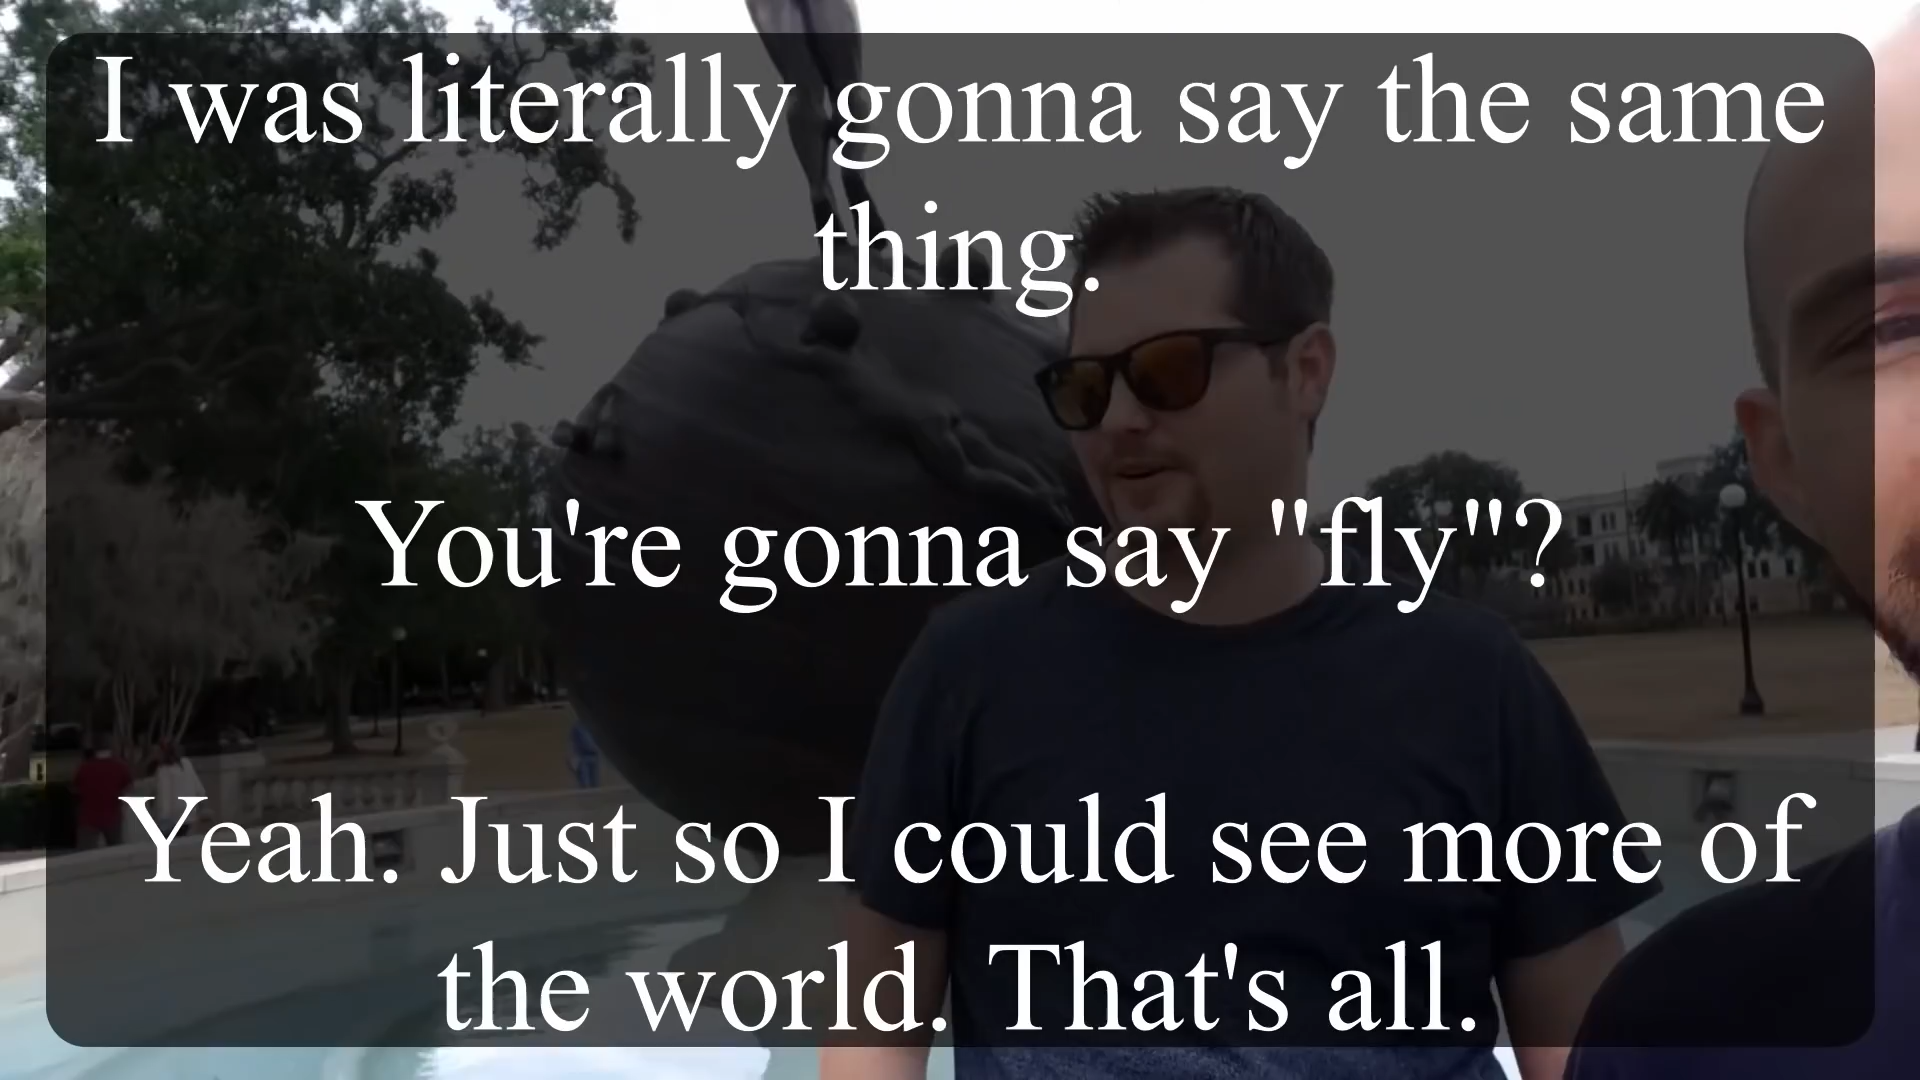 I was literally gonna say the same
thing.
You're gonna say "fly"?
Yeah. Just so I could see more of
the world. That's all.